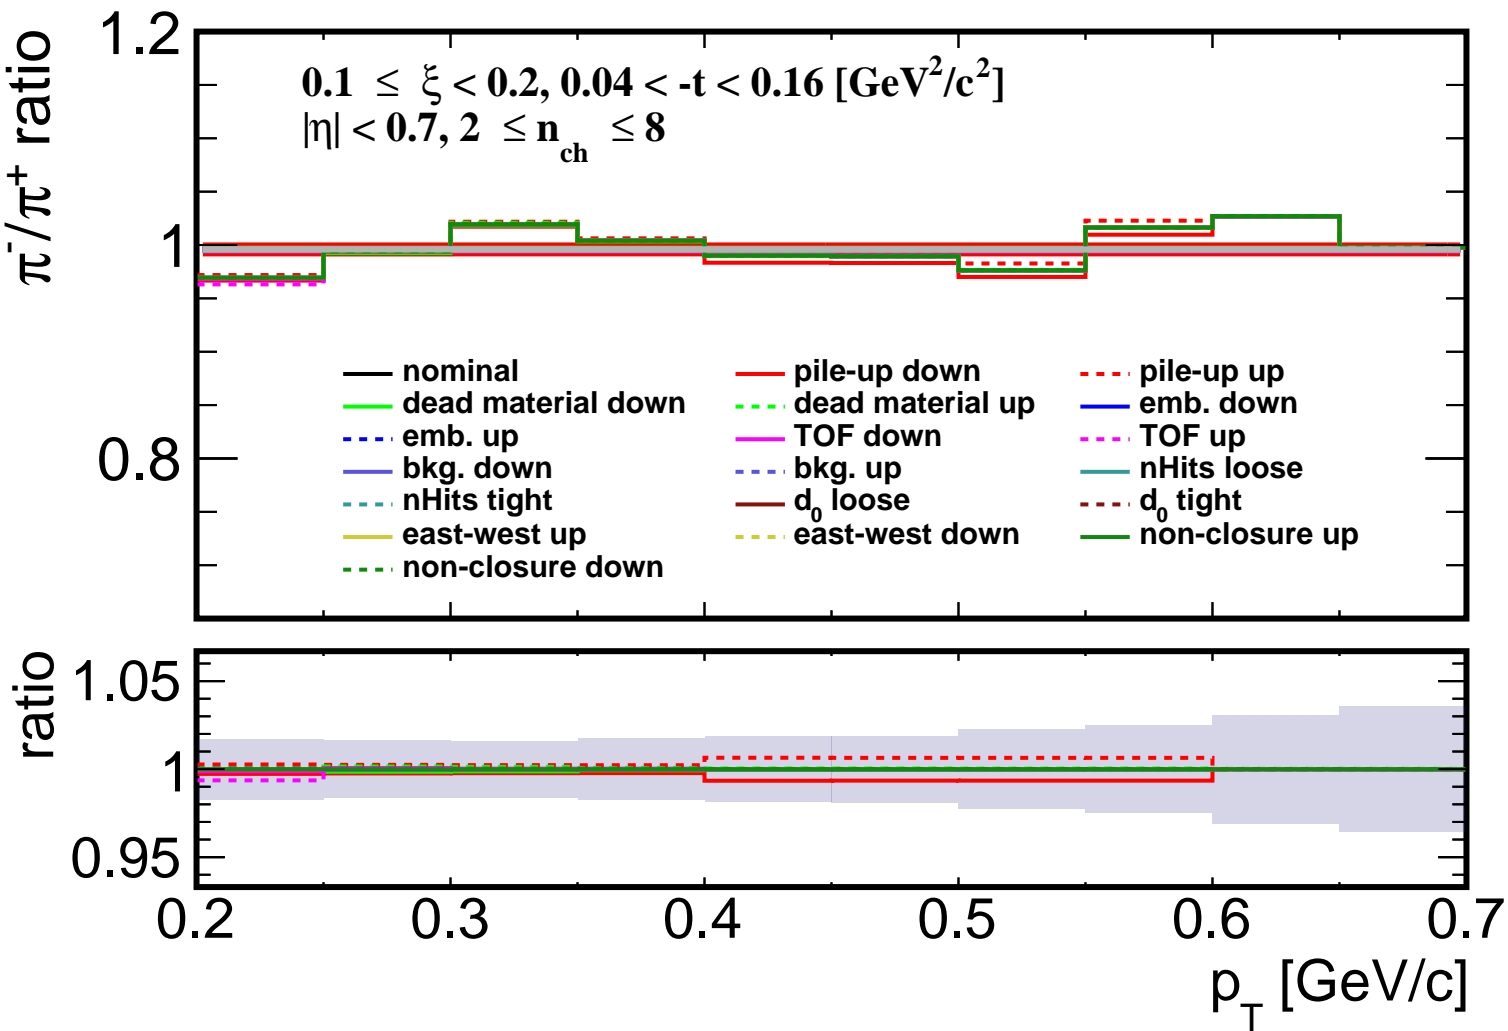 1.2
π⁻/π⁺ ratio
0.1 ≤ ξ < 0.2, 0.04 < -t < 0.16 [GeV²/c²]
|η| < 0.7, 2 ≤ n_ch ≤ 8
1
nominal pile-up down pile-up up
dead material down dead material up emb. down
emb. up TOF down TOF up
0.8
bkg. down bkg. up nHits loose
nHits tight d₀ loose d₀ tight
east-west up east-west down non-closure up
non-closure down
ratio
1.05
1
0.95
0.2 0.3 0.4 0.5 0.6 0.7
p_T [GeV/c]